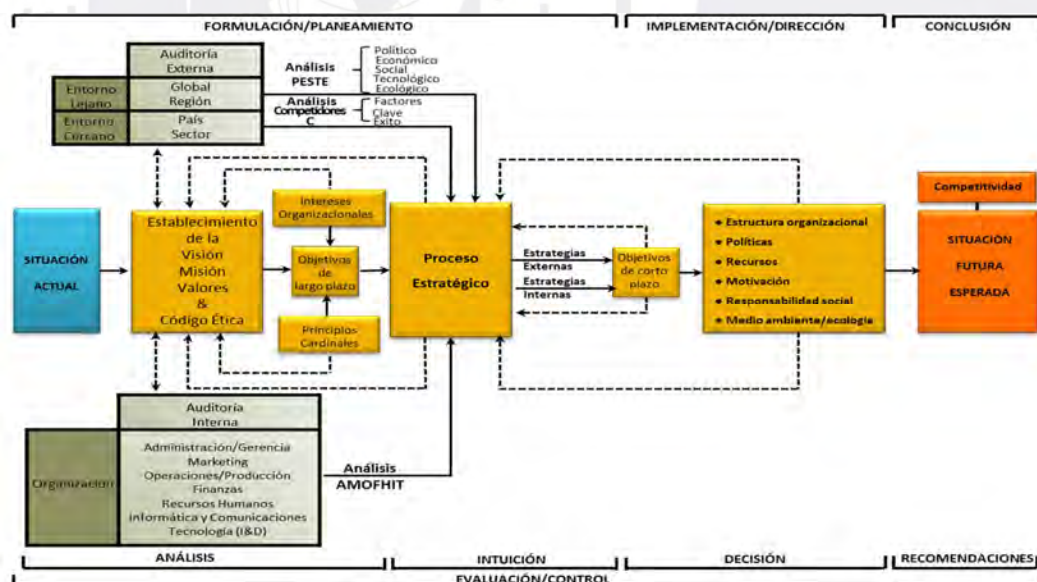 FORMULACIÓN/PLANEAMIENTO
IMPLEMENTACIÓN/DIRECCIÓN
CONCLUSIÓN
Auditoría
Externa
Entorno
Lejano
Global
Región
Entorno
Cercano
País
Sector
Análisis
PESTE
Político
Económico
Social
Tecnológico
Ecológico
Análisis
Competidores
C
Factores
Clave
Éxito
SITUACIÓN
ACTUAL
Establecimiento
de la
Visión
Misión
Valores
&
Código Ética
Intereses
Organizacionales
Objetivos
de
largo plazo
Principios
Cardinales
Proceso
Estratégico
Estrategias
Externas
Estrategias
Internas
Objetivos
de corto
plazo
• Estructura organizacional
• Políticas
• Recursos
• Motivación
• Responsabilidad social
• Medio ambiente/ecología
Competitividad
SITUACIÓN
FUTURA
ESPERADA
Auditoría
Interna
Organización
Administración/Gerencia
Marketing
Operaciones/Producción
Finanzas
Recursos Humanos
Informática y Comunicaciones
Tecnología (I&D)
Análisis
AMOFHIT
ANÁLISIS
INTUICIÓN
DECISIÓN
RECOMENDACIONES
EVALUACIÓN/CONTROL